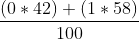 (0 * 42) + (1 * 58)
100